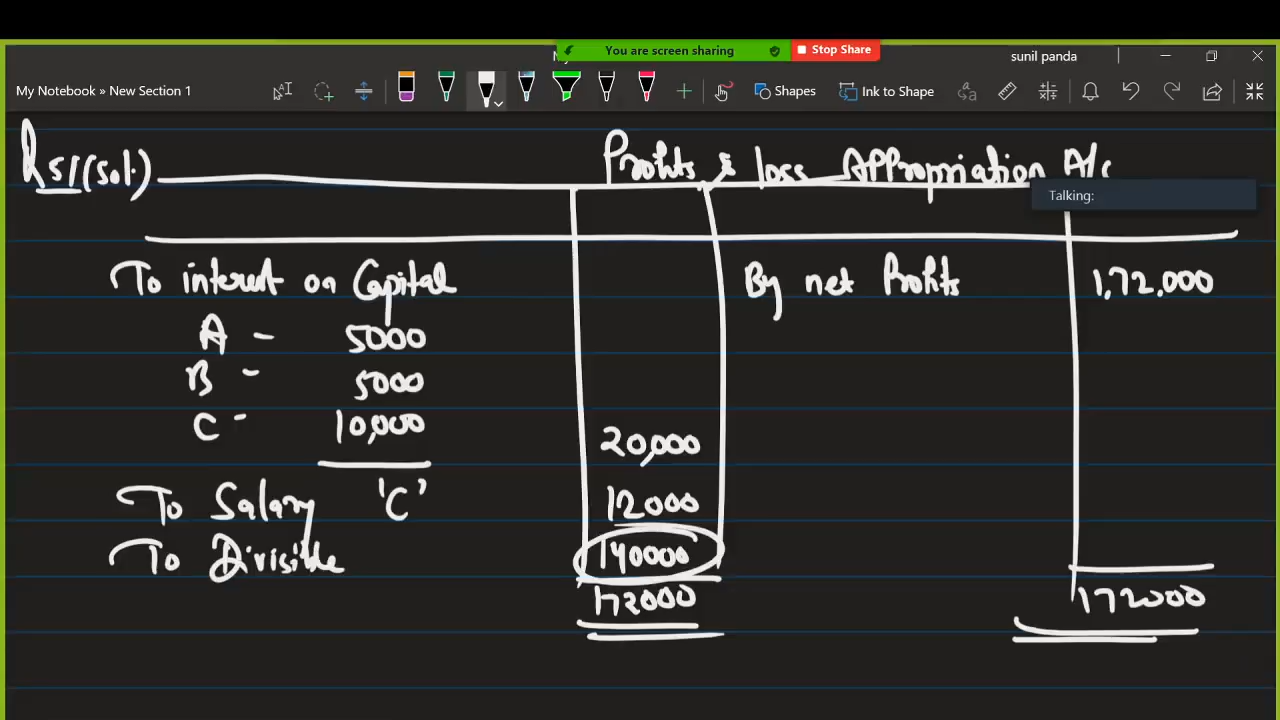 You are screen sharing
Stop Share
sunil panda
My Notebook » New Section 1
Shapes
Ink to Shape
51 (Sol.)
Profits & loss Appropriation A/c
Talking:
To interest on Capital
By net Profits 1,72,000
A - 5000
B - 5000
C - 10,000
20,000
To Salary 'C' 12000
To Divisible 140000
172000 172000